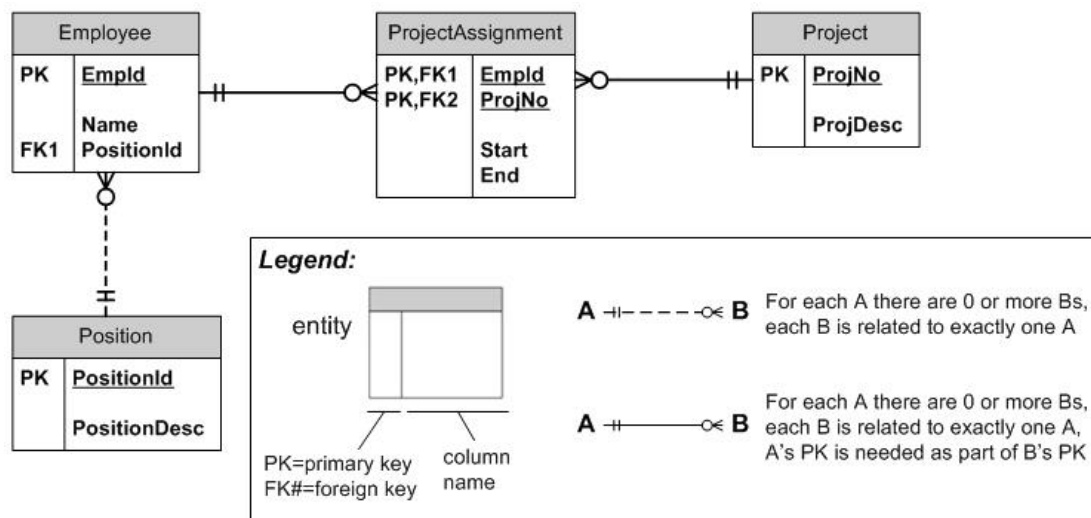 Employee
PK EmpId
Name
FK1 PositionId
ProjectAssignment
PK,FK1 EmpId
PK,FK2 ProjNo
Start
End
Project
PK ProjNo
ProjDesc
Position
PK PositionId
PositionDesc
Legend:
entity
PK=primary key
FK#=foreign key
column
name
A B
For each A there are 0 or more Bs,
each B is related to exactly one A
A B
For each A there are 0 or more Bs,
each B is related to exactly one A,
A's PK is needed as part of B's PK